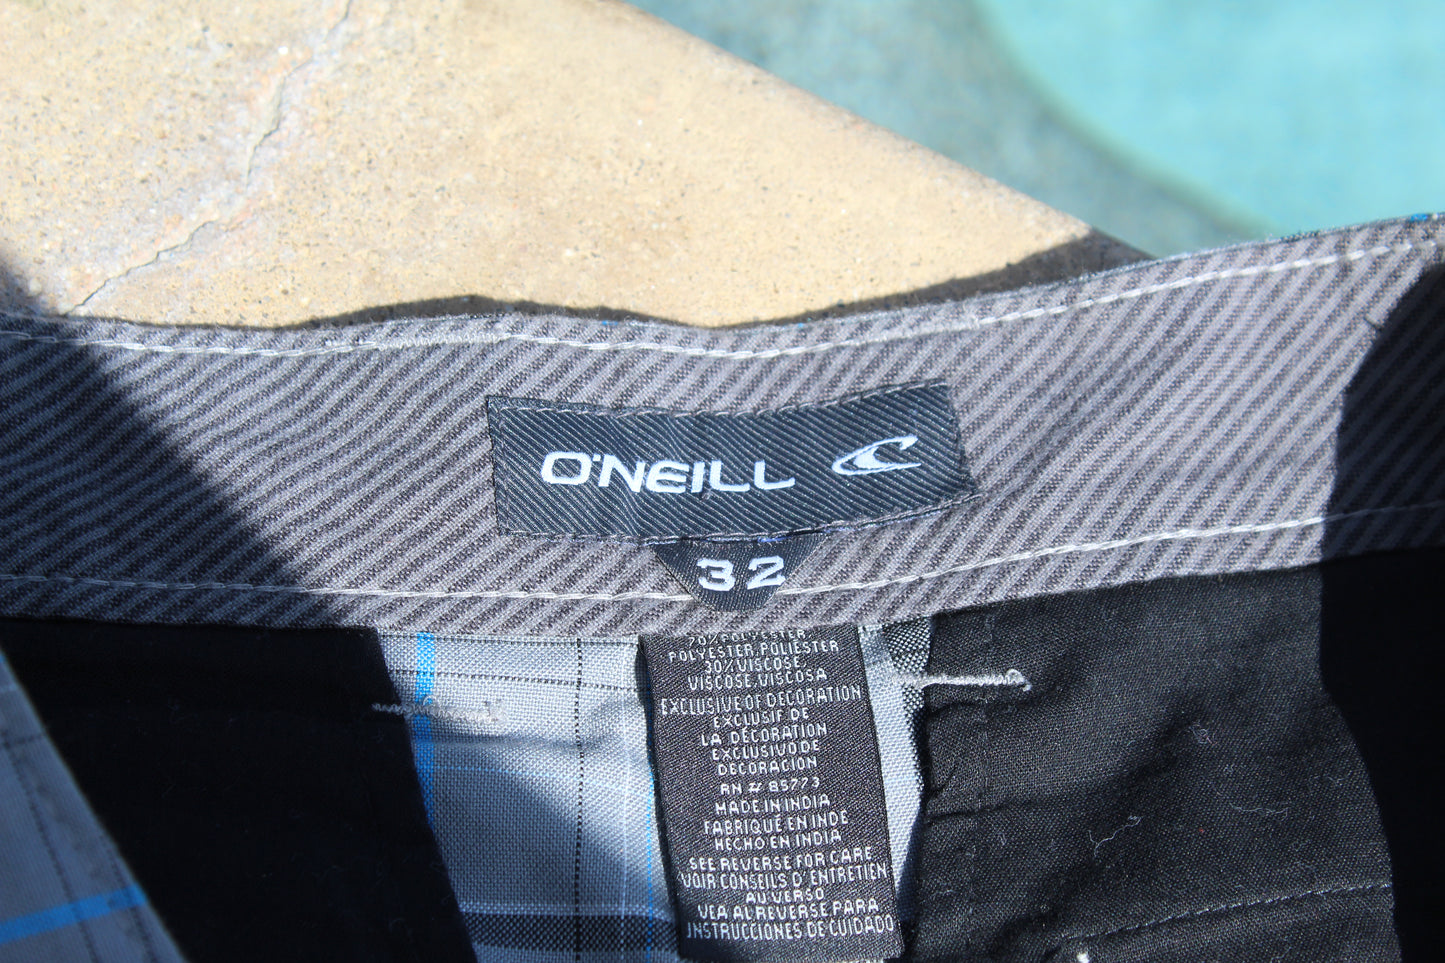 O'NEILL
32
70% POLYESTER
POLYESTER, POLIESTER
30% VISCOSE
VISCOSE, VISCOSA
EXCLUSIVE OF DECORATION
EXCLUSIF DE
LA DÉCORATION
EXCLUSIVO DE
DECORACION
RN # 85773
MADE IN INDIA
FABRIQUE EN INDE
HECHO EN INDIA
SEE REVERSE FOR CARE
VOIR CONSEILS D'ENTRETIEN
AU VERSO
VEA AL REVERSE PARA
INSTRUCCIONES DE CUIDADO